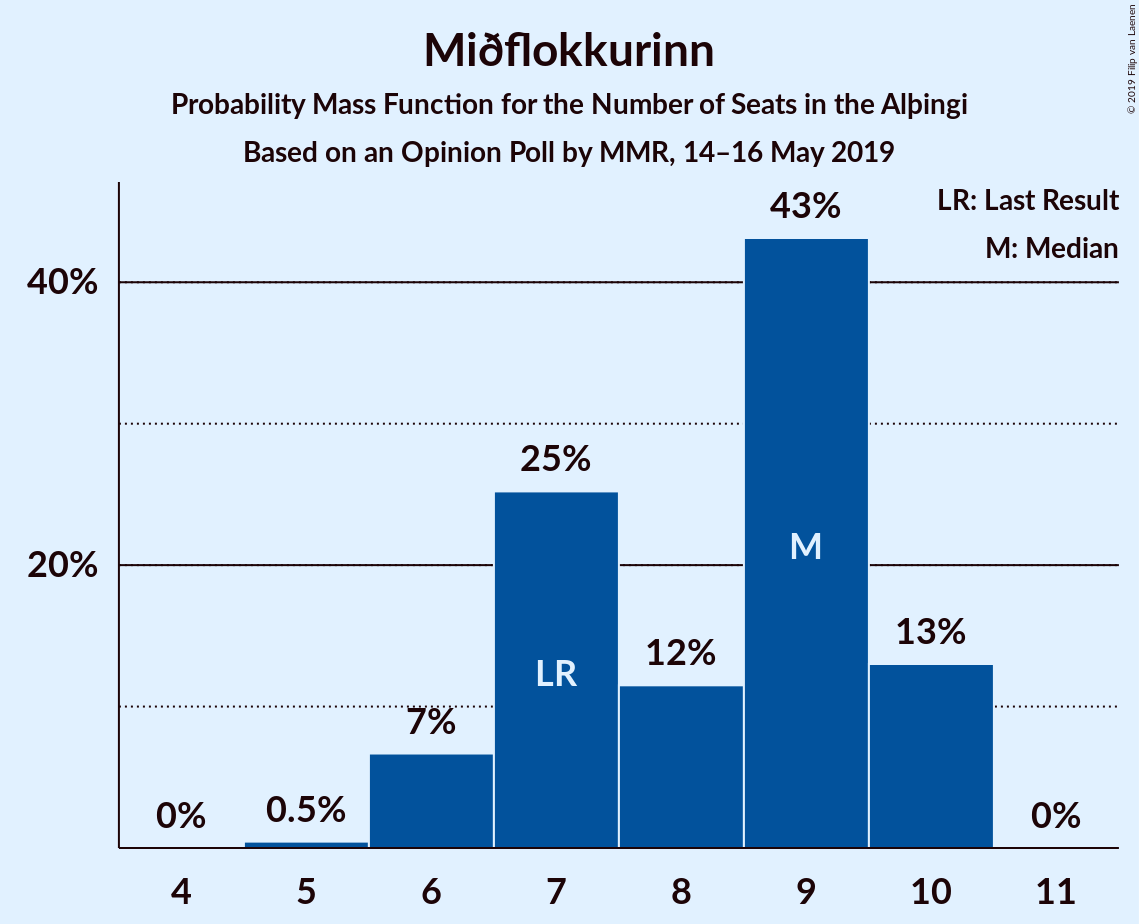 Miðflokkurinn
Probability Mass Function for the Number of Seats in the Alþingi
Based on an Opinion Poll by MMR, 14–16 May 2019
© 2019 Filip van Laenen
LR: Last Result
M: Median
40%
20%
0%
0.5%
7%
25%
LR
12%
43%
M
13%
0%
4 5 6 7 8 9 10 11